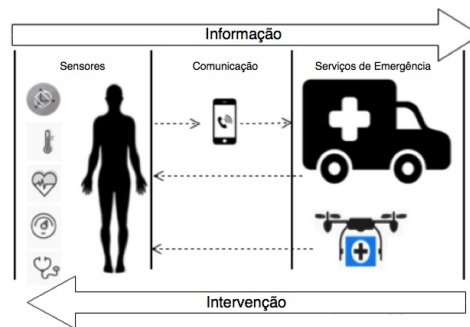 Informação
Sensores
Comunicação
Serviços de Emergência
Intervenção